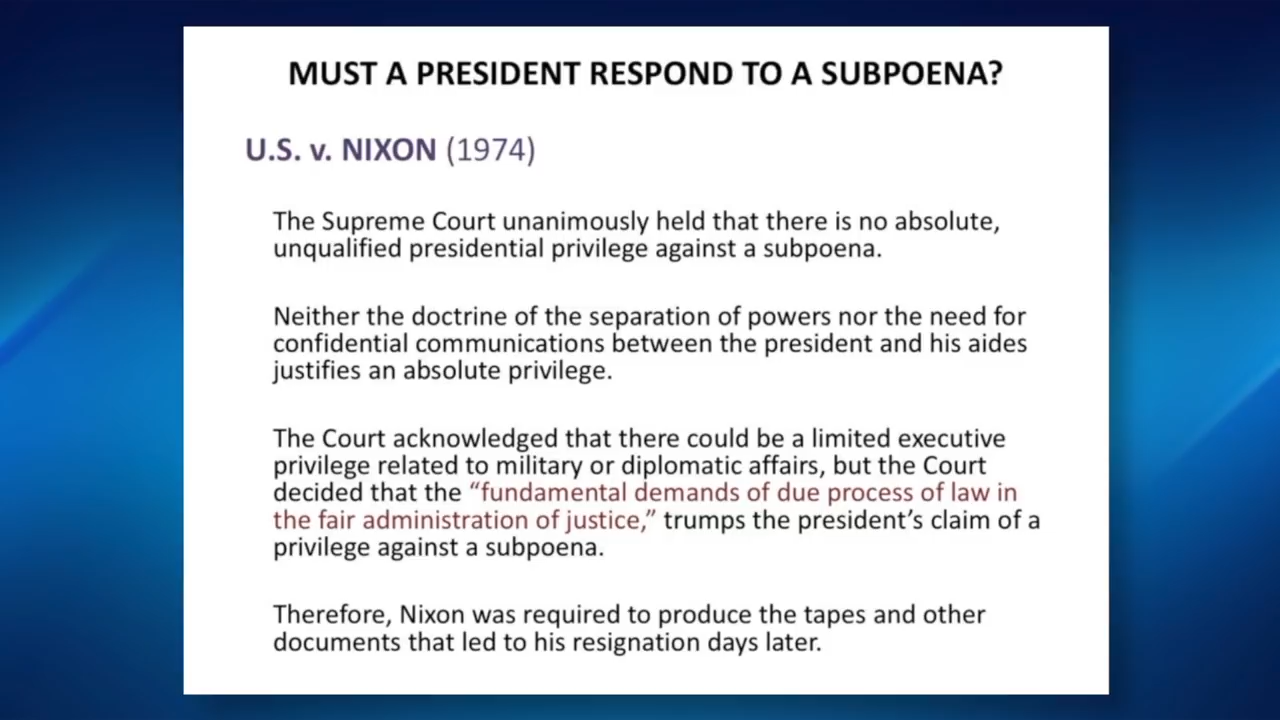 MUST A PRESIDENT RESPOND TO A SUBPOENA?
U.S. v. NIXON (1974)
The Supreme Court unanimously held that there is no absolute,
unqualified presidential privilege against a subpoena.
Neither the doctrine of the separation of powers nor the need for
confidential communications between the president and his aides
justifies an absolute privilege.
The Court acknowledged that there could be a limited executive
privilege related to military or diplomatic affairs, but the Court
decided that the “fundamental demands of due process of law in
the fair administration of justice,” trumps the president’s claim of a
privilege against a subpoena.
Therefore, Nixon was required to produce the tapes and other
documents that led to his resignation days later.